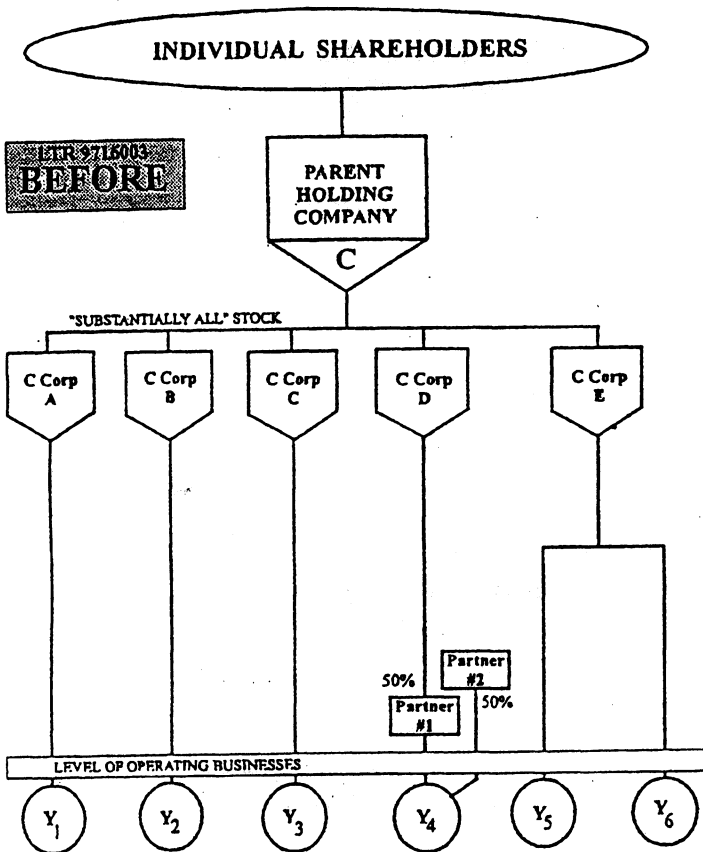 INDIVIDUAL SHAREHOLDERS
LTR 9716003
BEFORE
PARENT
HOLDING
COMPANY
C
"SUBSTANTIALLY ALL" STOCK
C Corp
A
C Corp
B
C Corp
C
C Corp
D
C Corp
E
Partner
#2
50%
50%
Partner
#1
LEVEL OF OPERATING BUSINESSES
Y1
Y2
Y3
Y4
Y5
Y6